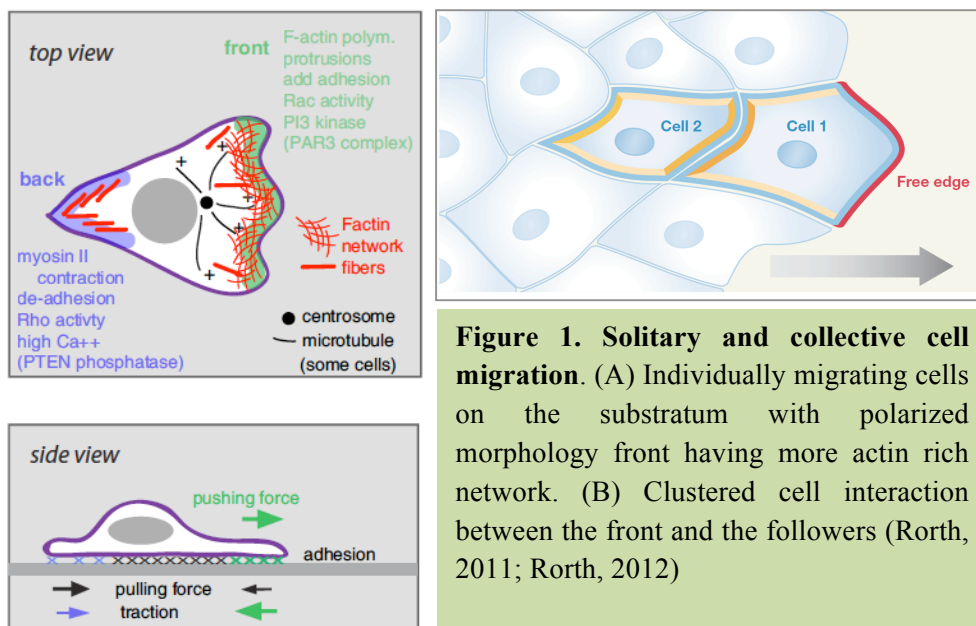 top view
front
F-actin polym.
protrusions
add adhesion
Rac activity
PI3 kinase
(PAR3 complex)
back
myosin II
contraction
de-adhesion
Rho activty
high Ca++
(PTEN phosphatase)
+
+
+
+
+
Factin
network
fibers
centrosome
microtubule
(some cells)
side view
pushing force
adhesion
pulling force
traction
Cell 2
Cell 1
Free edge
Figure 1. Solitary and collective cell
migration. (A) Individually migrating cells
on the substratum with polarized
morphology front having more actin rich
network. (B) Clustered cell interaction
between the front and the followers (Rorth,
2011; Rorth, 2012)